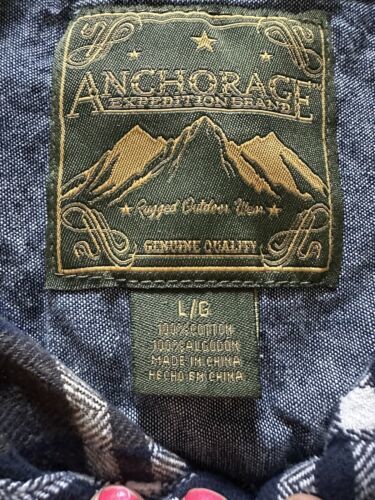 ANCHORAGE
EXPEDITION BRAND
Rugged Outdoor Wear
GENUINE QUALITY
L/G
100% COTTON
100% ALGODON
MADE IN CHINA
HECHO EN CHINA